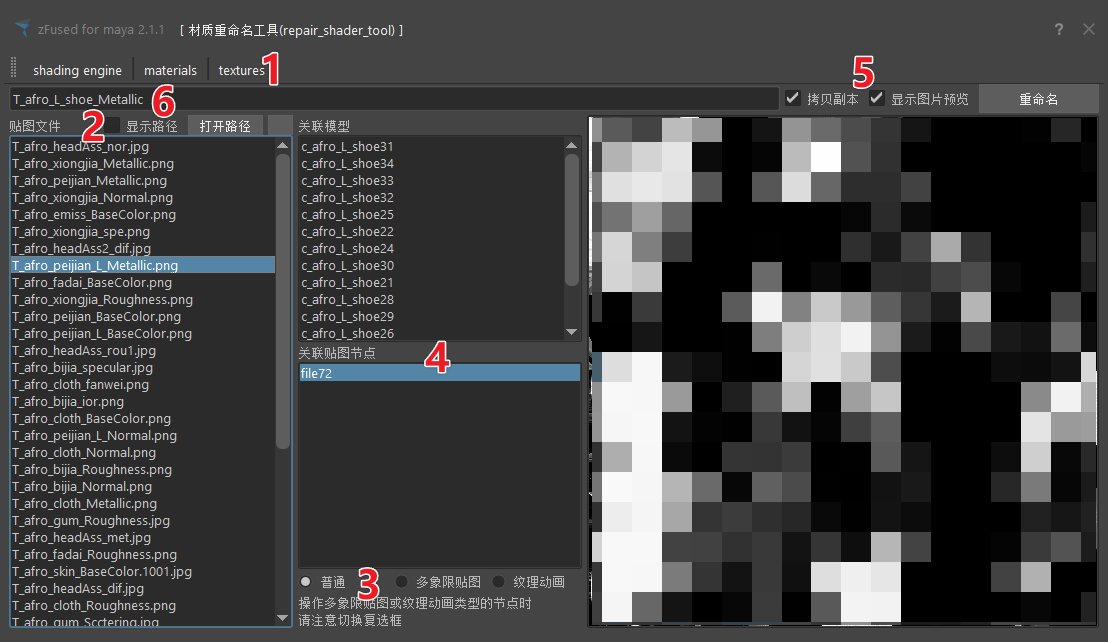 zFused for maya 2.1.1 [ 材质重命名工具(repair_shader_tool) ]
? ×
shading engine materials textures 1
5
T_afro_L_shoe_Metallic 6 拷贝副本 显示图片预览 重命名
贴图文件 2 显示路径 打开路径 关联模型
T_afro_headAss_nor.jpg
T_afro_xiongjia_Metallic.png
T_afro_peijian_Metallic.png
T_afro_xiongjia_Normal.png
T_afro_emiss_BaseColor.png
T_afro_xiongjia_spe.png
T_afro_headAss2_dif.jpg
T_afro_peijian_L_Metallic.png
T_afro_fadai_BaseColor.png
T_afro_xiongjia_Roughness.png
T_afro_peijian_BaseColor.png
T_afro_peijian_L_BaseColor.png
T_afro_headAss_rou1.jpg
T_afro_bijia_specular.jpg
T_afro_cloth_fanwei.png
T_afro_bijia_ior.png
T_afro_cloth_BaseColor.png
T_afro_peijian_L_Normal.png
T_afro_cloth_Normal.png
T_afro_bijia_Roughness.png
T_afro_bijia_Normal.png
T_afro_cloth_Metallic.png
T_afro_gum_Roughness.jpg
T_afro_headAss_met.jpg
T_afro_fadai_Roughness.png
T_afro_skin_BaseColor.1001.jpg
T_afro_headAss_dif.jpg
T_afro_cloth_Roughness.png
T_afro_gum_Scctering.jpg
c_afro_L_shoe31
c_afro_L_shoe34
c_afro_L_shoe33
c_afro_L_shoe32
c_afro_L_shoe25
c_afro_L_shoe22
c_afro_L_shoe24
c_afro_L_shoe30
c_afro_L_shoe21
c_afro_L_shoe28
c_afro_L_shoe29
c_afro_L_shoe26
关联贴图节点 4
file72
普通 3 多象限贴图 纹理动画
操作多象限贴图或纹理动画类型的节点时
请注意切换复选框